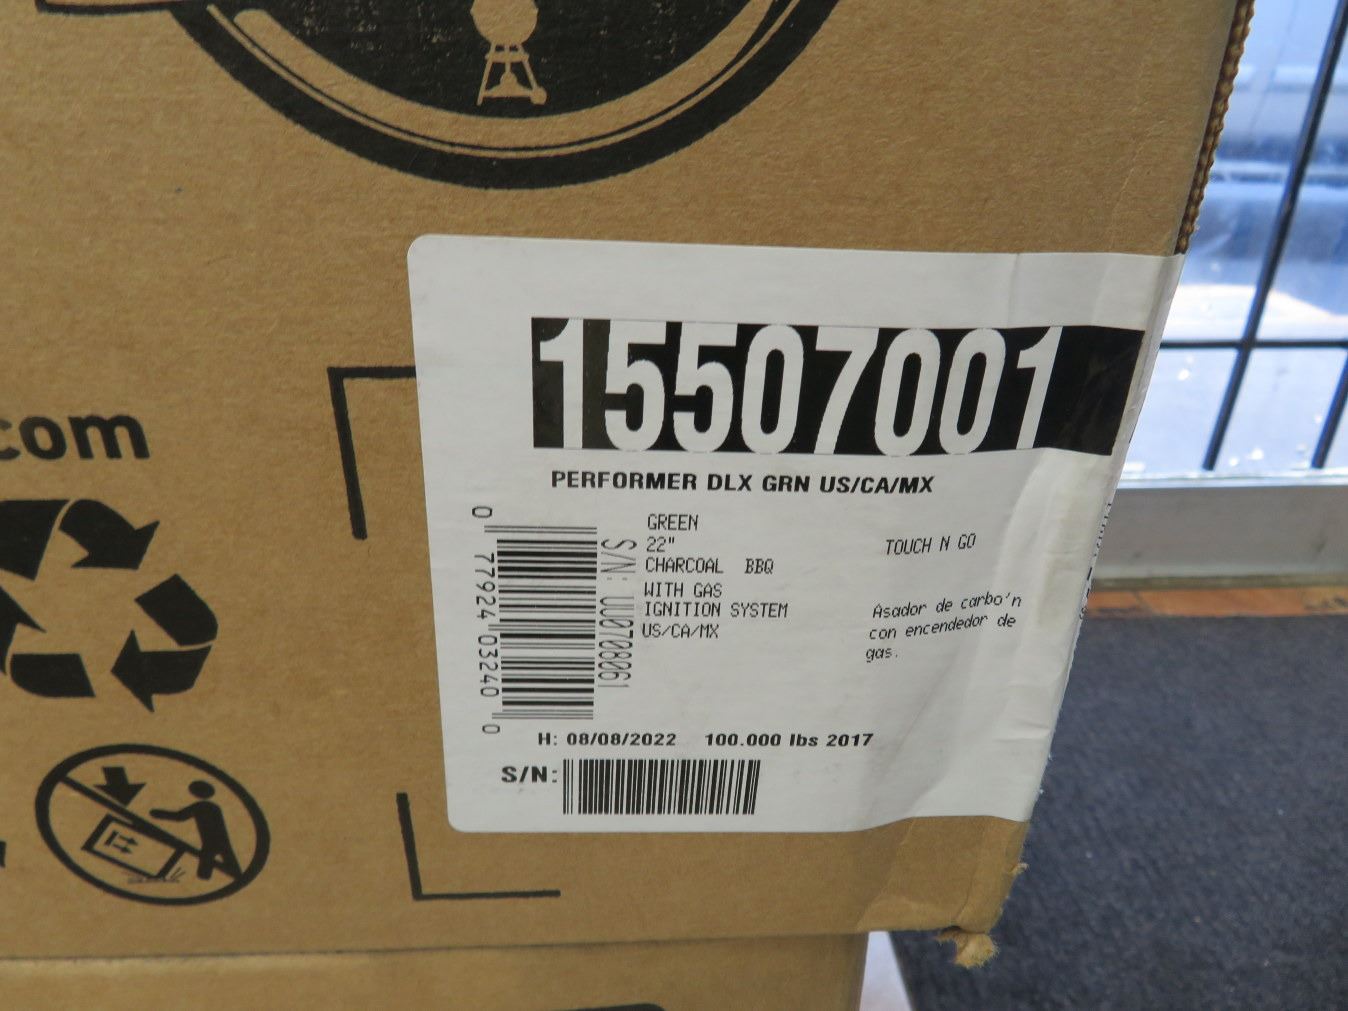 .com
15507001
PERFORMER DLX GRN US/CA/MX
GREEN
22"
CHARCOAL BBQ
WITH GAS
IGNITION SYSTEM
US/CA/MX
TOUCH N GO
Asador de carbo'n
con encendedor de
gas.
0 77924 03240 0
S/N: UU0708061
H: 08/08/2022 100.000 lbs 2017
S/N: